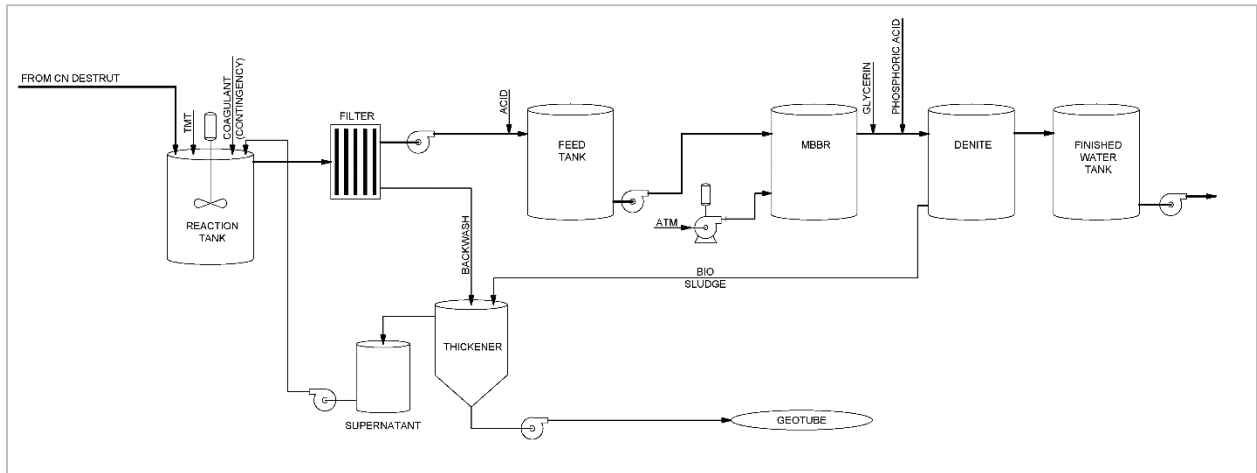 FROM CN DESTRUT
TMT
COAGULANT
(CONTINGENCY)
REACTION
TANK
FILTER
BACKWASH
ACID
FEED
TANK
ATM
MBBR
GLYCERIN
PHOSPHORIC ACID
DENITE
FINISHED
WATER
TANK
BIO
SLUDGE
THICKENER
SUPERNATANT
GEOTUBE